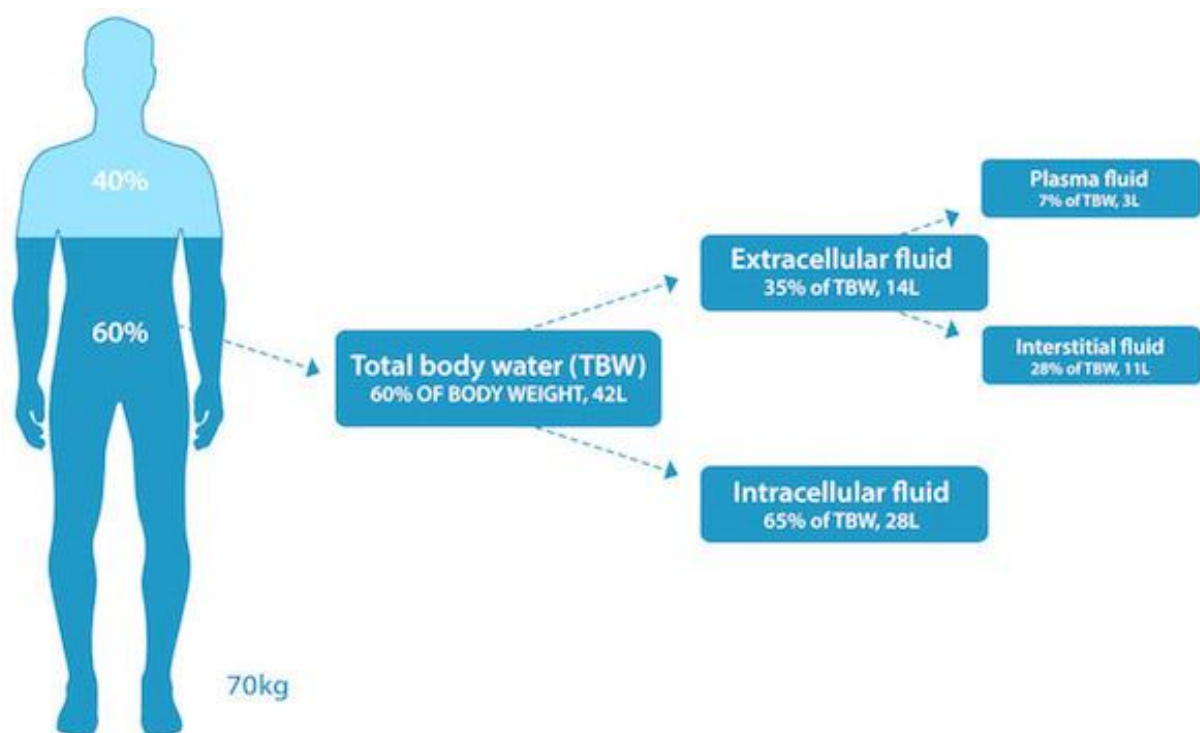 40%
60%
70kg
Total body water (TBW)
60% OF BODY WEIGHT, 42L
Extracellular fluid
35% of TBW, 14L
Intracellular fluid
65% of TBW, 28L
Plasma fluid
7% of TBW, 3L
Interstitial fluid
28% of TBW, 11L